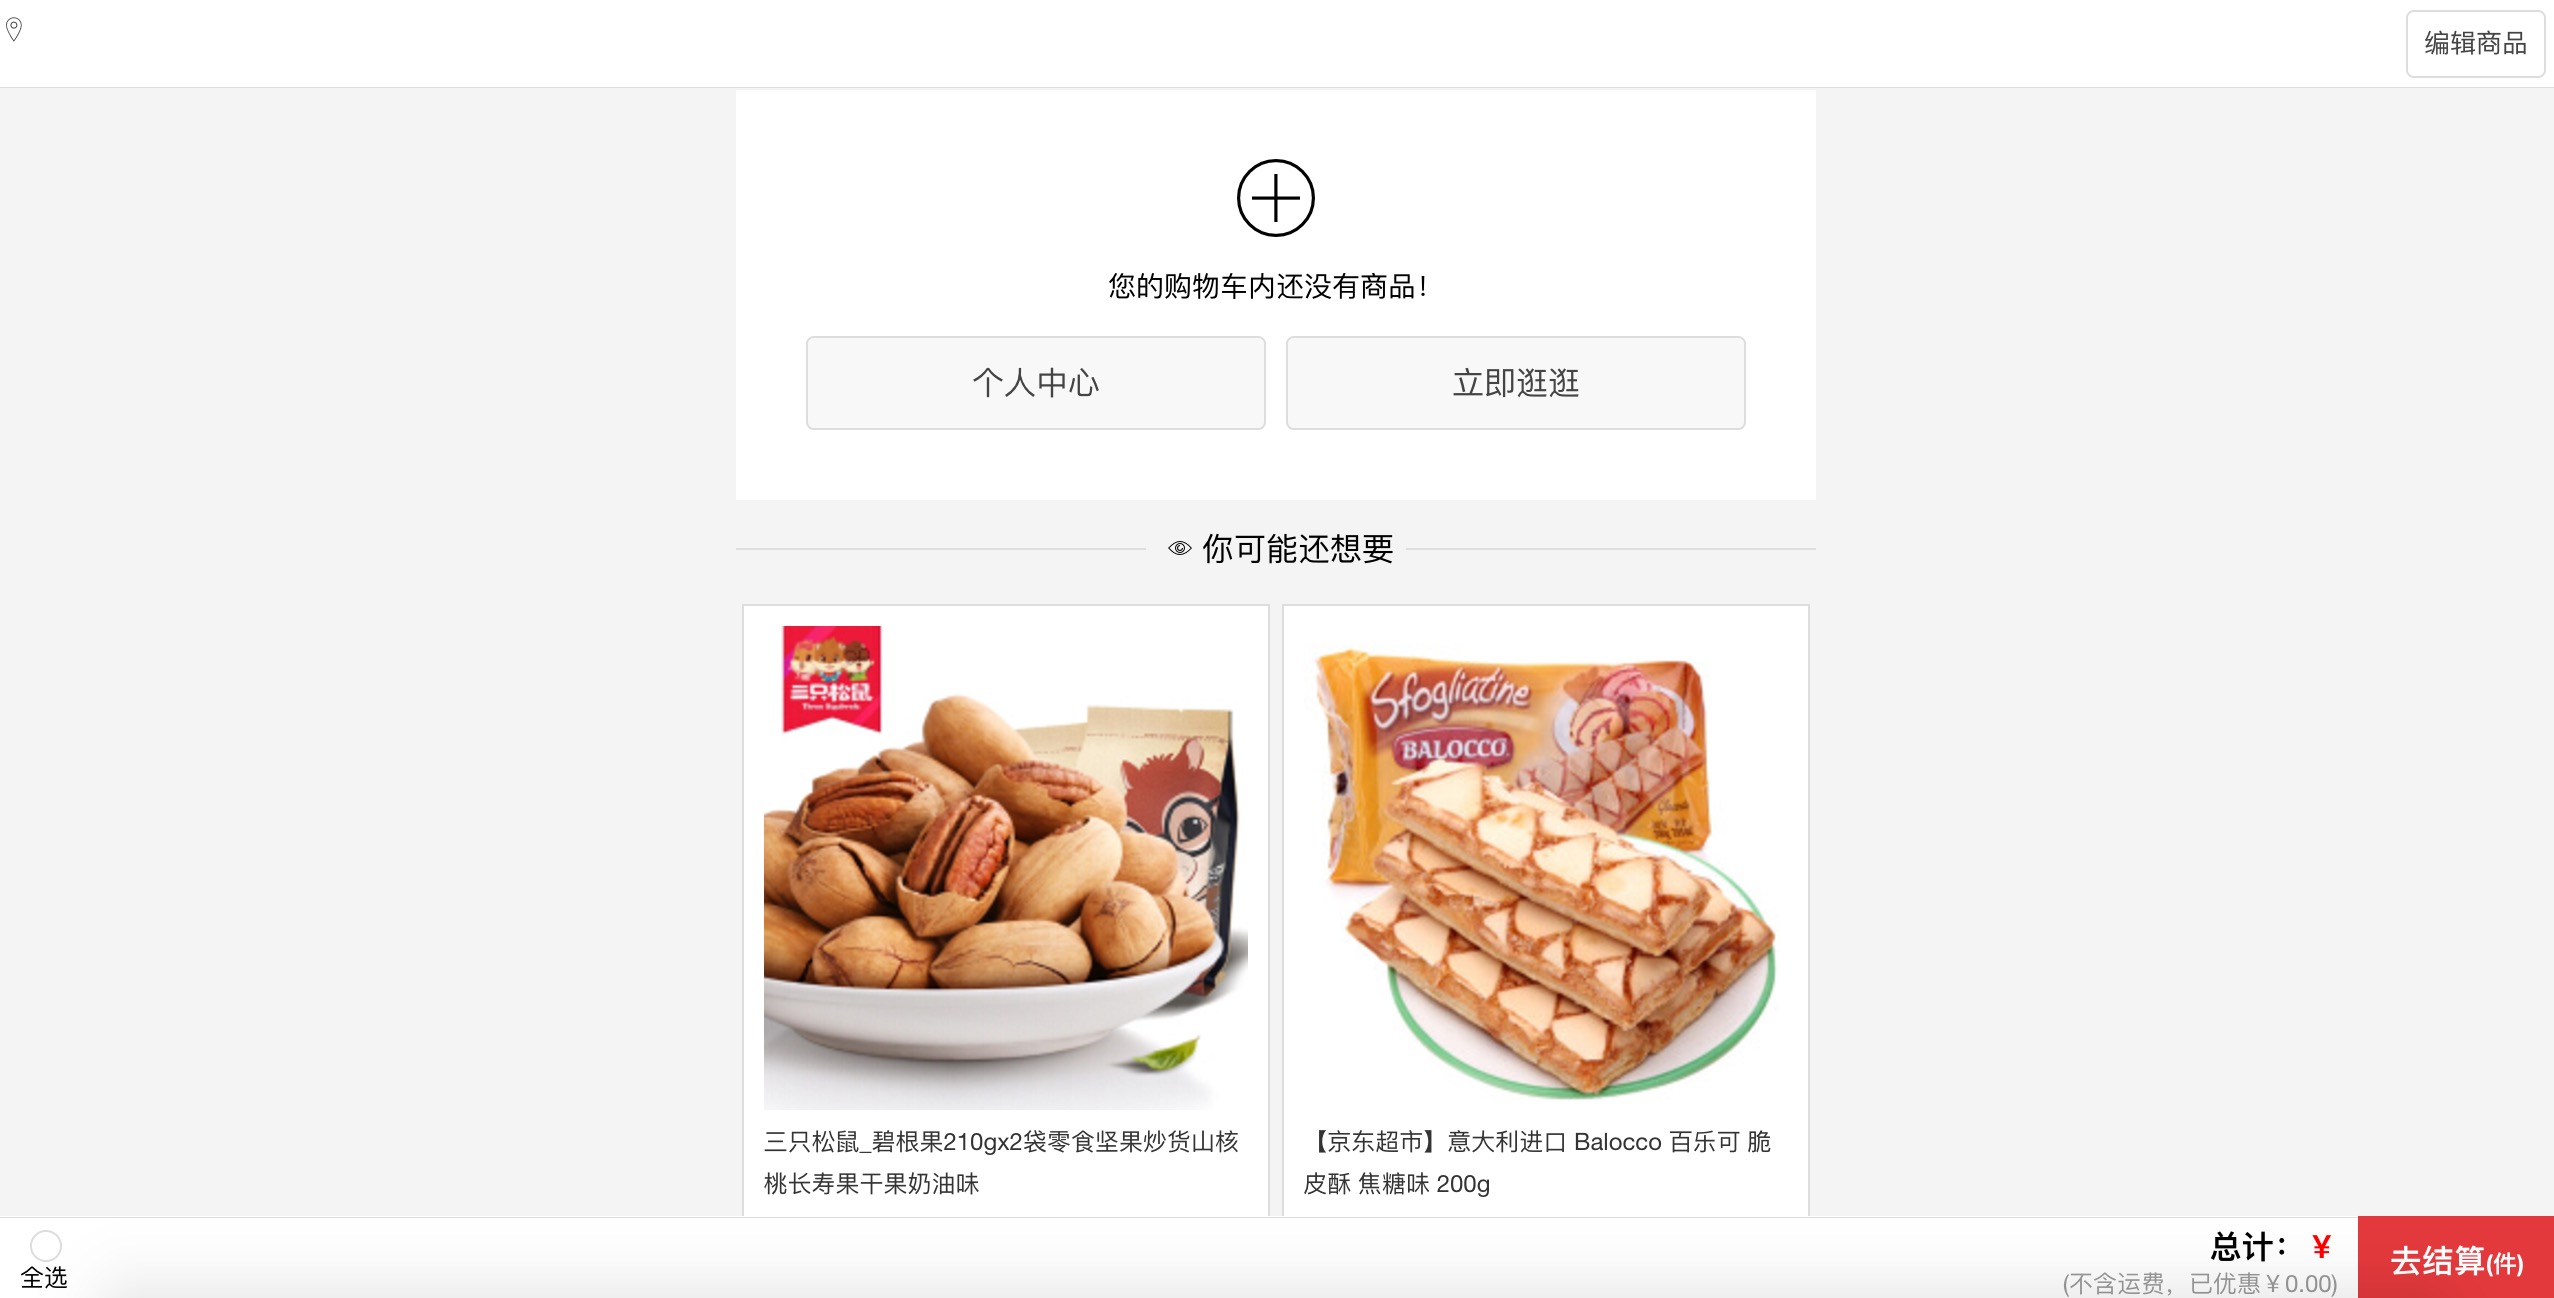 编辑商品
您的购物车内还没有商品！
个人中心
立即逛逛
你可能还想要
三只松鼠
Three Squirrels
Sfogliatine
BALOCCO
三只松鼠_碧根果210gx2袋零食坚果炒货山核
桃长寿果干果奶油味
【京东超市】意大利进口 Balocco 百乐可 脆
皮酥 焦糖味 200g
全选
总计：￥
(不含运费，已优惠￥0.00)
去结算(件)